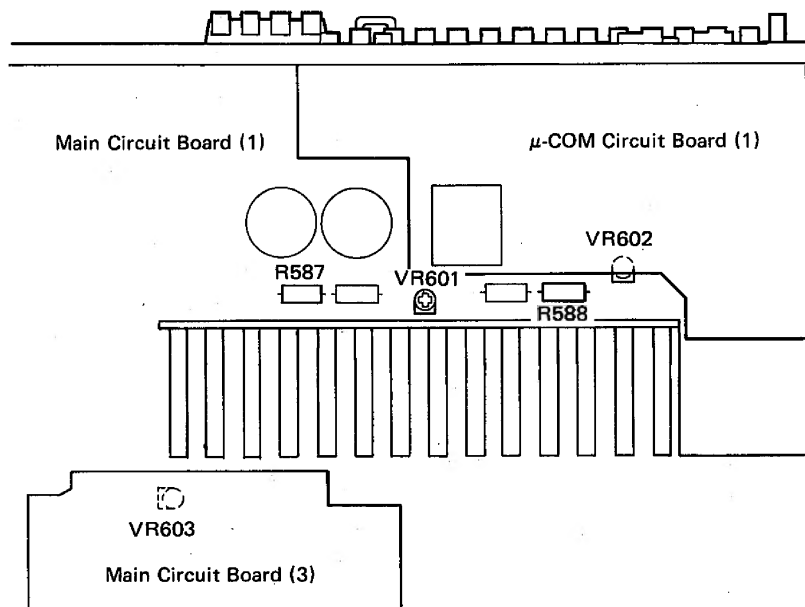 Main Circuit Board (1)
μ-COM Circuit Board (1)
VR602
R587
VR601
R588
VR603
Main Circuit Board (3)